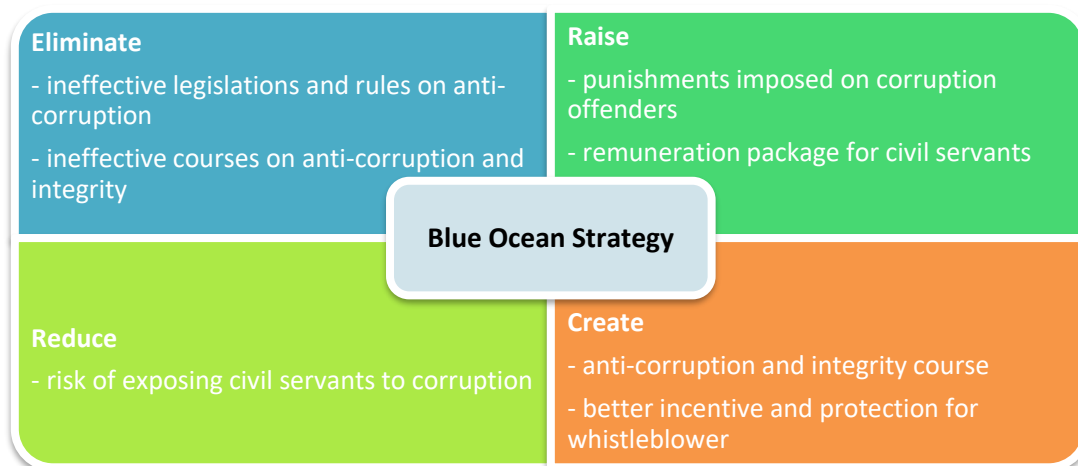 Eliminate
- ineffective legislations and rules on anti-
corruption
- ineffective courses on anti-corruption and
integrity
Raise
- punishments imposed on corruption
offenders
- remuneration package for civil servants
Blue Ocean Strategy
Reduce
- risk of exposing civil servants to corruption
Create
- anti-corruption and integrity course
- better incentive and protection for
whistleblower